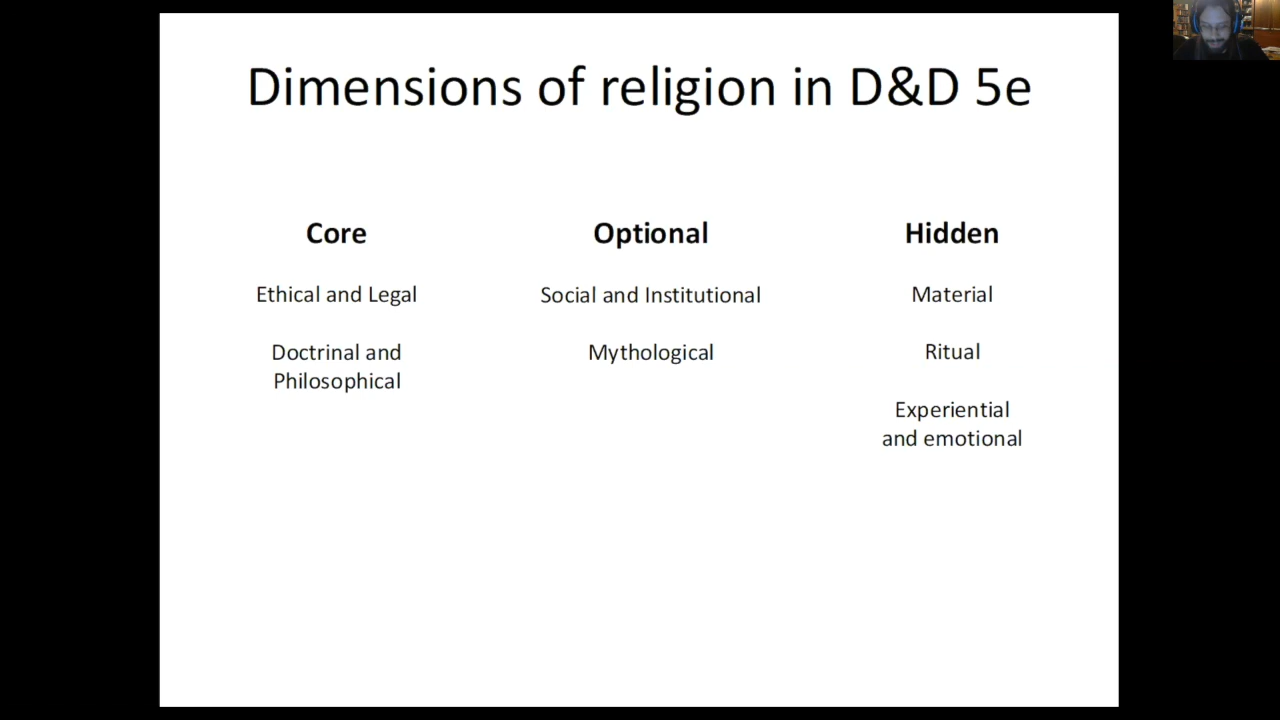 Dimensions of religion in D&D 5e
Core
Ethical and Legal
Doctrinal and
Philosophical
Optional
Social and Institutional
Mythological
Hidden
Material
Ritual
Experiential
and emotional